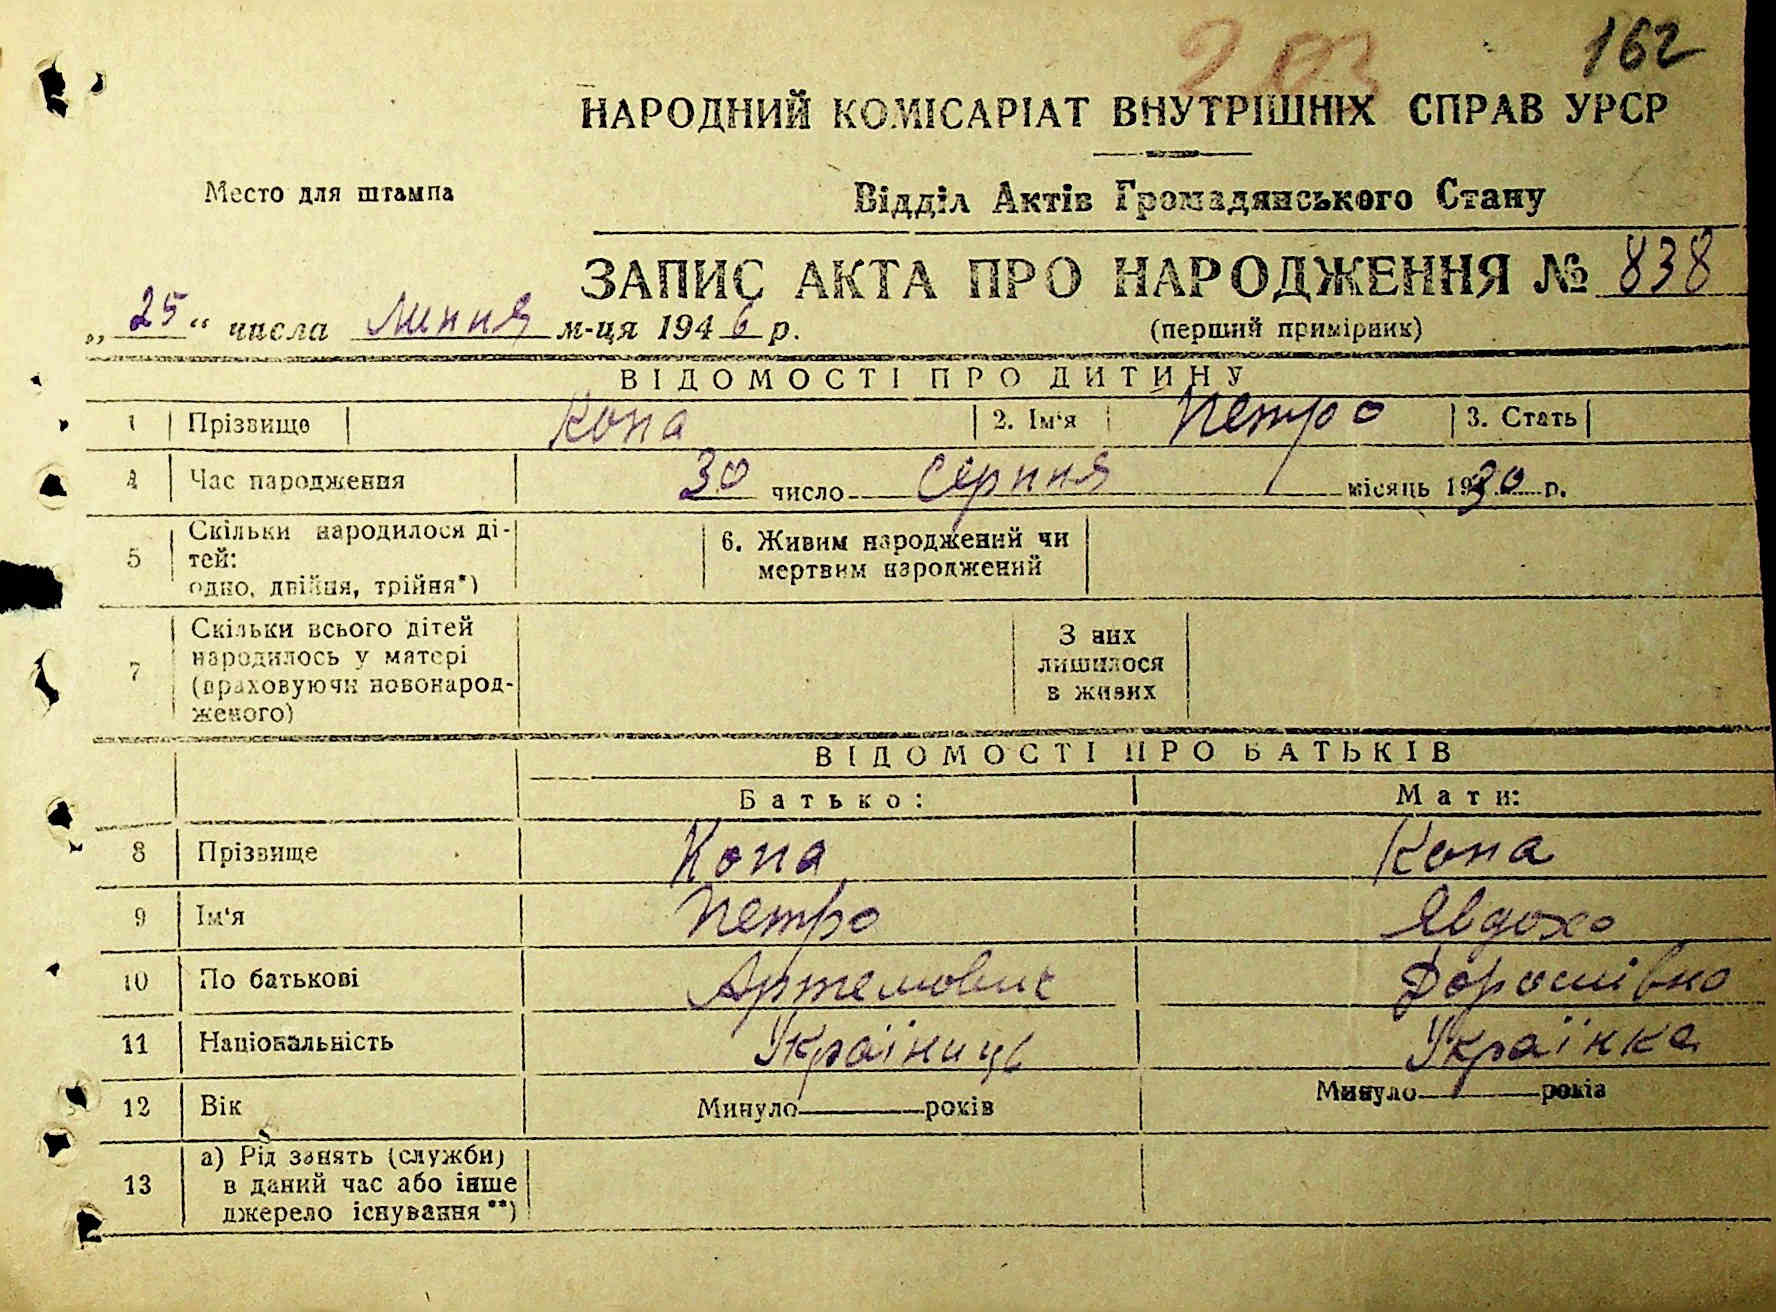 203 162
НАРОДНИЙ КОМІСАРІАТ ВНУТРІШНІХ СПРАВ УРСР
Место для штампа
Відділ Актів Громадянського Стану
ЗАПИС АКТА ПРО НАРОДЖЕННЯ № 838
„25“ числа липня м-ця 1946 р.
(перший примірник)
ВІДОМОСТІ ПРО ДИТИНУ
1 Прізвище Копа 2. Ім‘я Петро 3. Стать
4 Час народження 30 число серпня місяць 1930 р.
5 Скільки народилося ді-
тей:
одно, двійня, трійня*)
6. Живим народжений чи
мертвим народжений
7 Скільки всього дітей
народилось у матері
(враховуючи новонарод-
женого)
З них
лишилося
в живих
ВІДОМОСТІ ПРО БАТЬКІВ
Батько: Мати:
8 Прізвище Копа Копа
9 Ім‘я Петро Явдоха
10 По батькові Артемович
11 Національність Україниць Українка
12 Вік Минуло років Минуло років
13 а) Рід занять (служби)
в даний час або інше
джерело існування**)